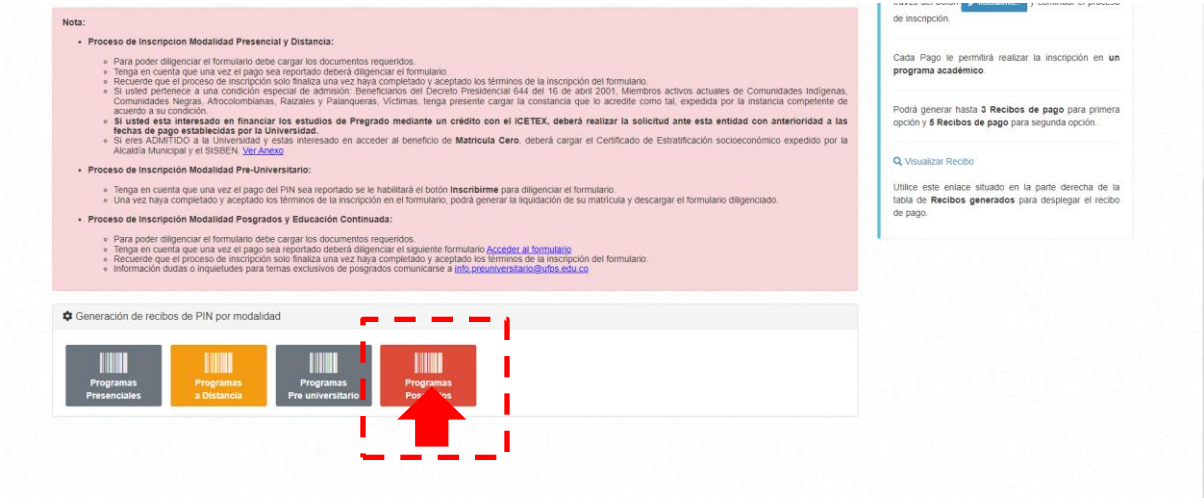 Nota:
• Proceso de Inscripcion Modalidad Presencial y Distancia:
Para poder diligenciar el formulario debe cargar los documentos requeridos.
Tenga en cuenta que una vez el pago sea reportado deberá diligenciar el formulario.
Recuerde que el proceso de inscripción solo finaliza una vez haya completado y aceptado los términos de la inscripción del formulario.
Si usted pertenece a una condición especial de admisión: Beneficiarios del Decreto Presidencial 644 del 16 de abril 2001, Miembros activos actuales de Comunidades Indígenas,
Comunidades Negras, Afrocolombianas, Raizales y Palanqueras, Víctimas, tenga presente cargar la constancia que lo acredite como tal, expedida por la instancia competente de
acuerdo a su condición.
Si usted esta interesado en financiar los estudios de Pregrado mediante un crédito con el ICETEX, deberá realizar la solicitud ante esta entidad con anterioridad a las
fechas de pago establecidas por la Universidad.
Si eres ADMITIDO a la Universidad y estas interesado en acceder al beneficio de Matricula Cero, deberá cargar el Certificado de Estratificación socioeconómico expedido por la
Alcaldía Municipal y el SISBEN. Ver Anexo
• Proceso de Inscripción Modalidad Pre-Universitario:
Tenga en cuenta que una vez el pago del PIN sea reportado se le habilitará el botón Inscribirme para diligenciar el formulario.
Una vez haya completado y aceptado los términos de la inscripción en el formulario, podrá generar la liquidación de su matrícula y descargar el formulario diligenciado.
• Proceso de Inscripción Modalidad Posgrados y Educación Continuada:
Para poder diligenciar el formulario debe cargar los documentos requeridos.
Tenga en cuenta que una vez el pago sea reportado deberá diligenciar el siguiente formulario Acceder al formulario
Recuerde que el proceso de inscripción solo finaliza una vez haya completado y aceptado los términos de la inscripción del formulario.
Información dudas o inquietudes para temas exclusivos de posgrados comunicarse a info.preuniversitario@ufps.edu.co
Generación de recibos de PIN por modalidad
Programas
Presenciales
Programas
a Distancia
Programas
Pre universitario
Programas
de inscripción.
Cada Pago le permitirá realizar la inscripción en un
programa académico.
Podrá generar hasta 3 Recibos de pago para primera
opción y 5 Recibos de pago para segunda opción.
Visualizar Recibo
Utilice este enlace situado en la parte derecha de la
tabla de Recibos generados para desplegar el recibo
de pago.